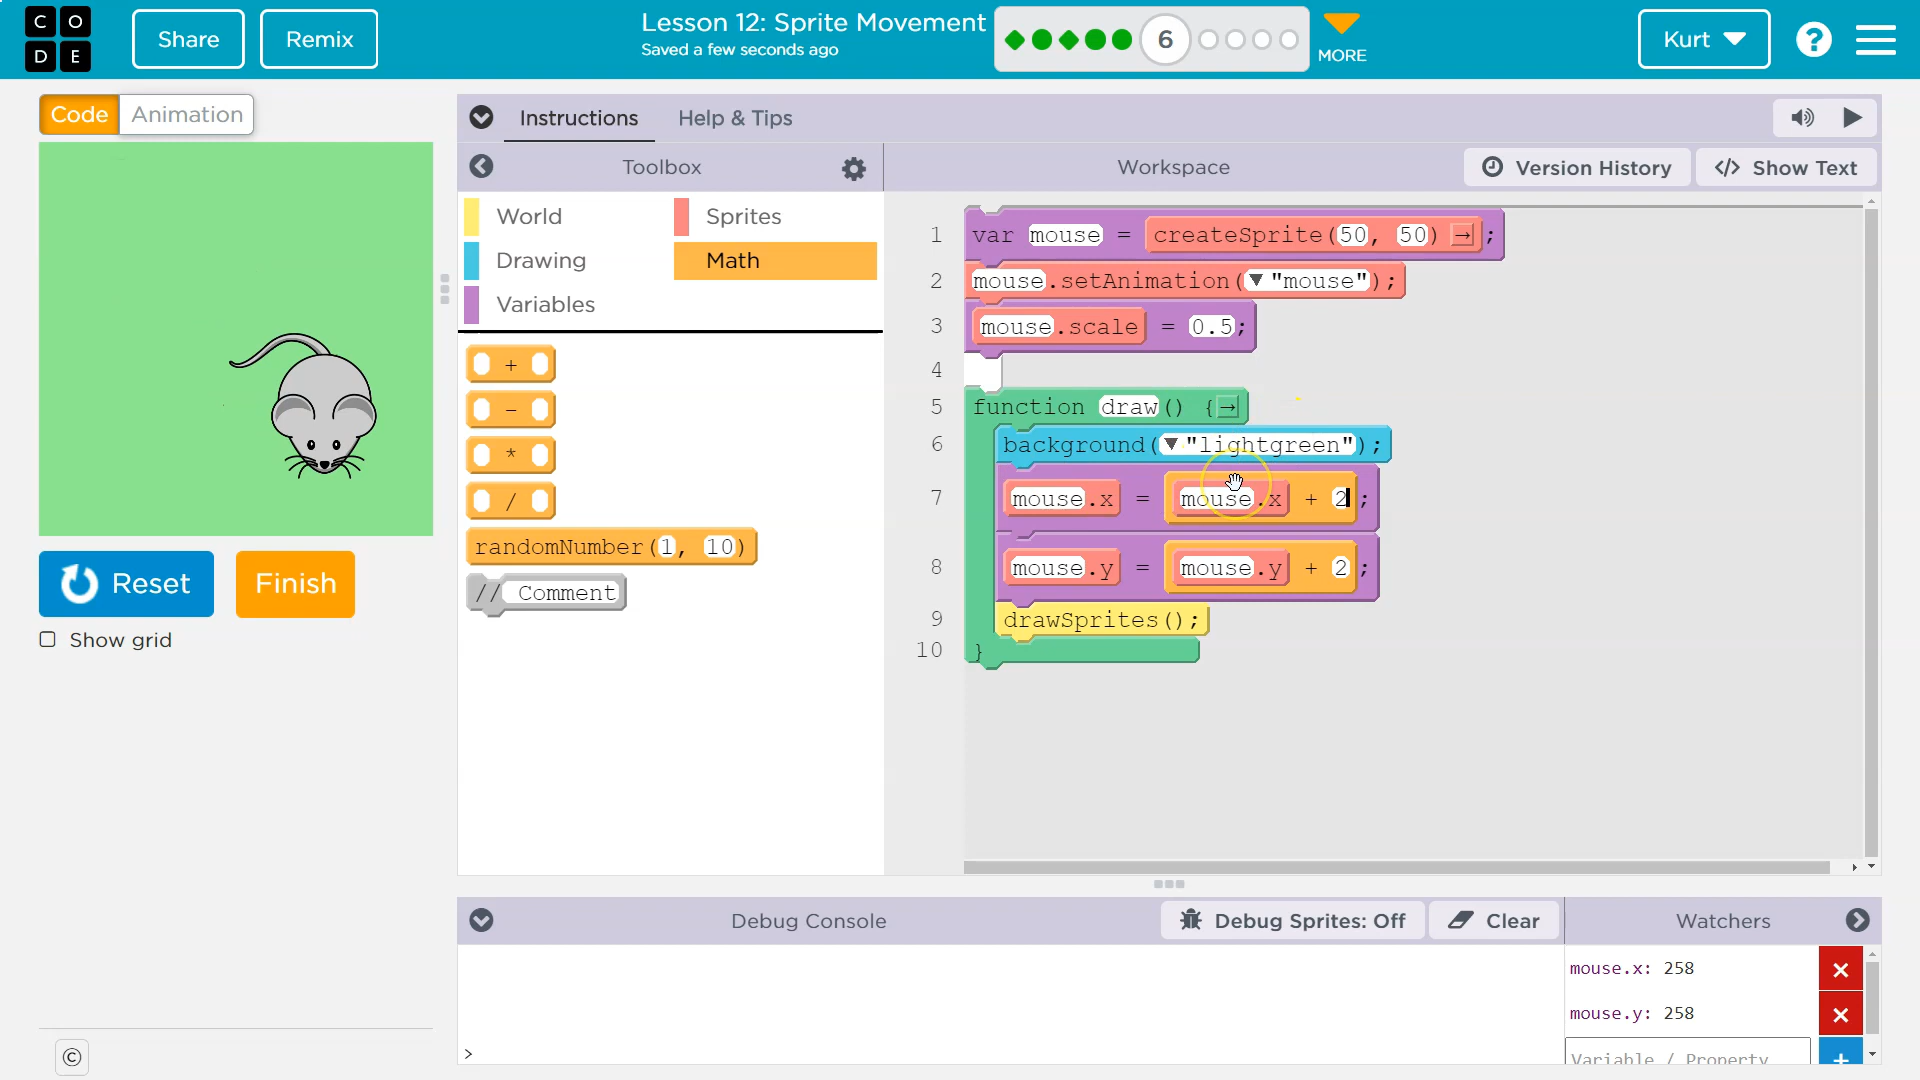 C O
D E
Share
Remix
Lesson 12: Sprite Movement
Saved a few seconds ago
6
MORE
Kurt
?
Code
Animation
Instructions
Help & Tips
Toolbox
Workspace
Version History
</> Show Text
World
Sprites
Drawing
Math
Variables
+
-
*
/
randomNumber(1, 10)
// Comment
1 var mouse = createSprite(50, 50) → ;
2 mouse.setAnimation(▼ "mouse");
3 mouse.scale = 0.5;
4
5 function draw() { →
6 background(▼ "lightgreen");
7 mouse.x = mouse.x + 2;
8 mouse.y = mouse.y + 2;
9 drawSprites();
10 }
Reset
Finish
Show grid
Debug Console
Debug Sprites: Off
Clear
Watchers
mouse.x: 258
mouse.y: 258
Variable / Property
+
>
©